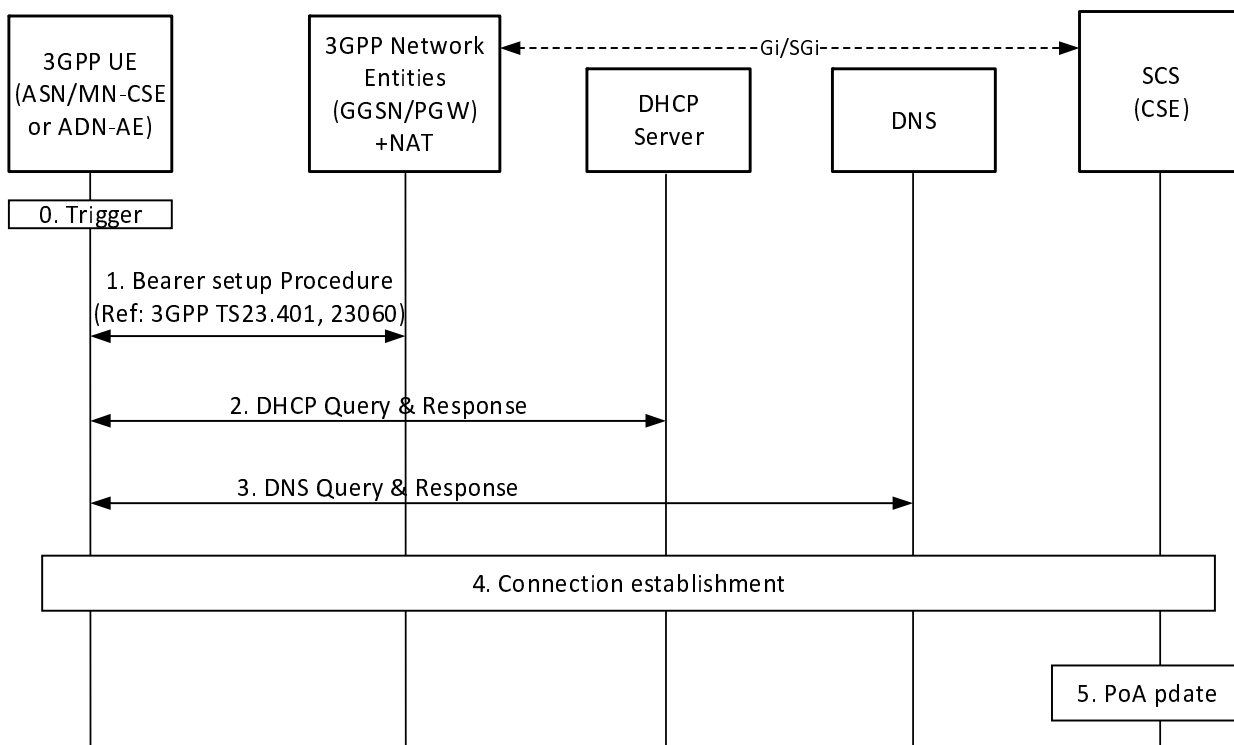 3GPP UE
(ASN/MN-CSE
or ADN-AE)
3GPP Network
Entities
(GGSN/PGW)
+NAT
Gi/SGi
DHCP
Server
DNS
SCS
(CSE)
0. Trigger
1. Bearer setup Procedure
(Ref: 3GPP TS23.401, 23060)
2. DHCP Query & Response
3. DNS Query & Response
4. Connection establishment
5. PoA pdate